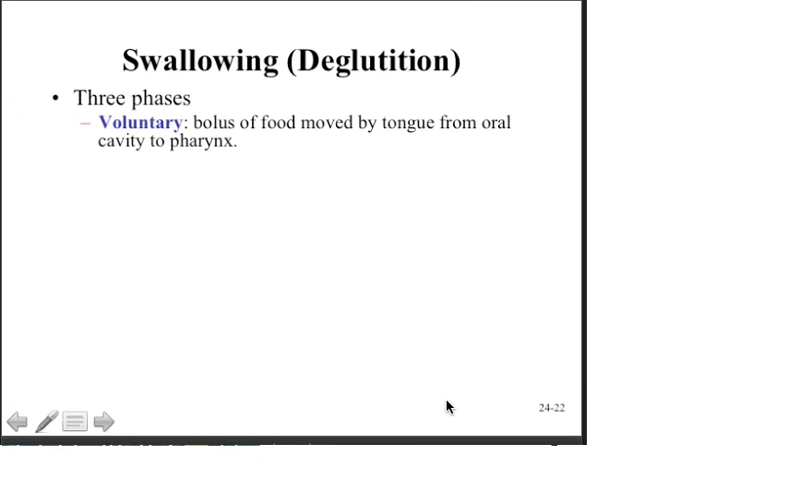 Swallowing (Deglutition)
• Three phases
– Voluntary: bolus of food moved by tongue from oral
cavity to pharynx.
24-22